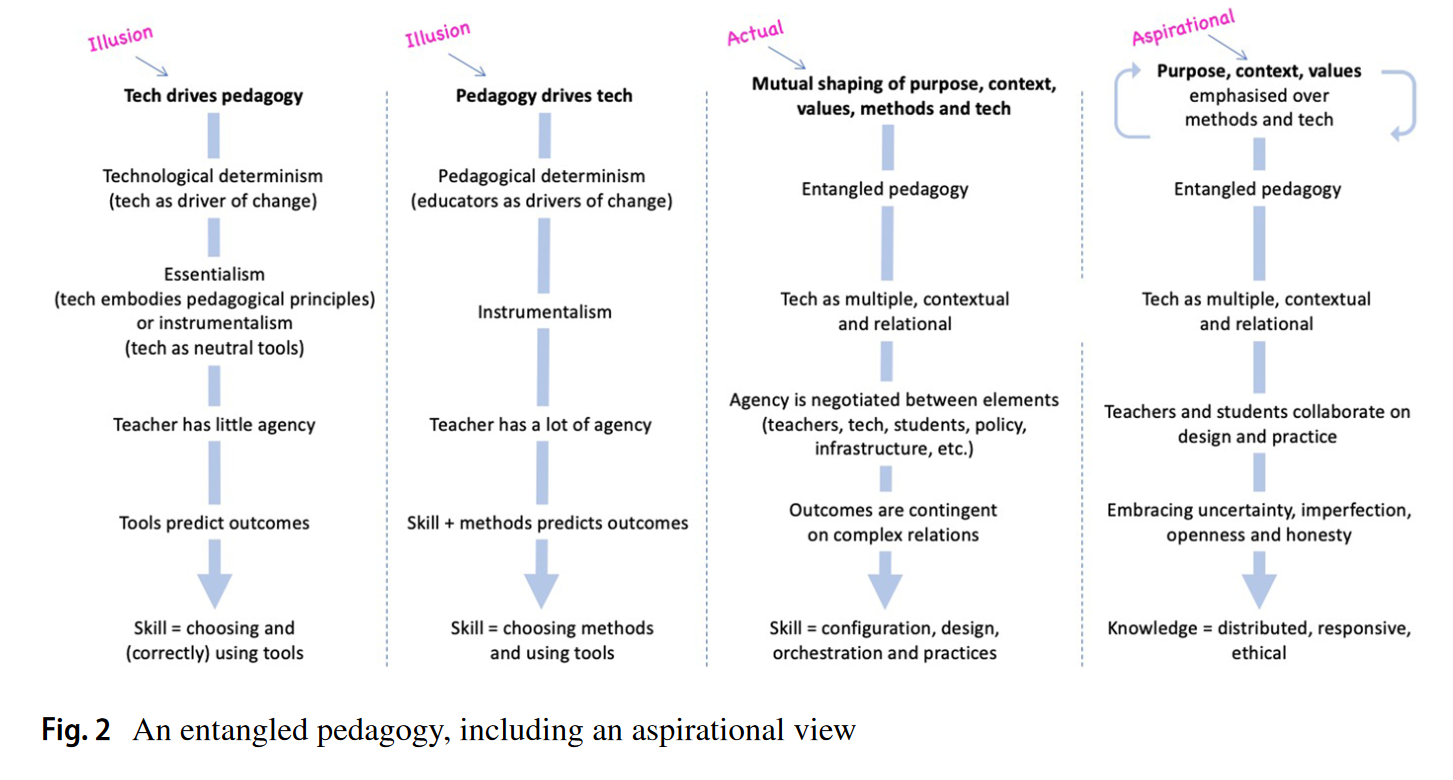 Illusion
Tech drives pedagogy
Technological determinism
(tech as driver of change)
Essentialism
(tech embodies pedagogical principles)
or instrumentalism
(tech as neutral tools)
Teacher has little agency
Tools predict outcomes
Skill = choosing and
(correctly) using tools
Illusion
Pedagogy drives tech
Pedagogical determinism
(educators as drivers of change)
Instrumentalism
Teacher has a lot of agency
Skill + methods predicts outcomes
Skill = choosing methods
and using tools
Actual
Mutual shaping of purpose, context,
values, methods and tech
Entangled pedagogy
Tech as multiple, contextual
and relational
Agency is negotiated between elements
(teachers, tech, students, policy,
infrastructure, etc.)
Outcomes are contingent
on complex relations
Skill = configuration, design,
orchestration and practices
Aspirational
Purpose, context, values
emphasised over
methods and tech
Entangled pedagogy
Tech as multiple, contextual
and relational
Teachers and students collaborate on
design and practice
Embracing uncertainty, imperfection,
openness and honesty
Knowledge = distributed, responsive,
ethical
Fig. 2 An entangled pedagogy, including an aspirational view